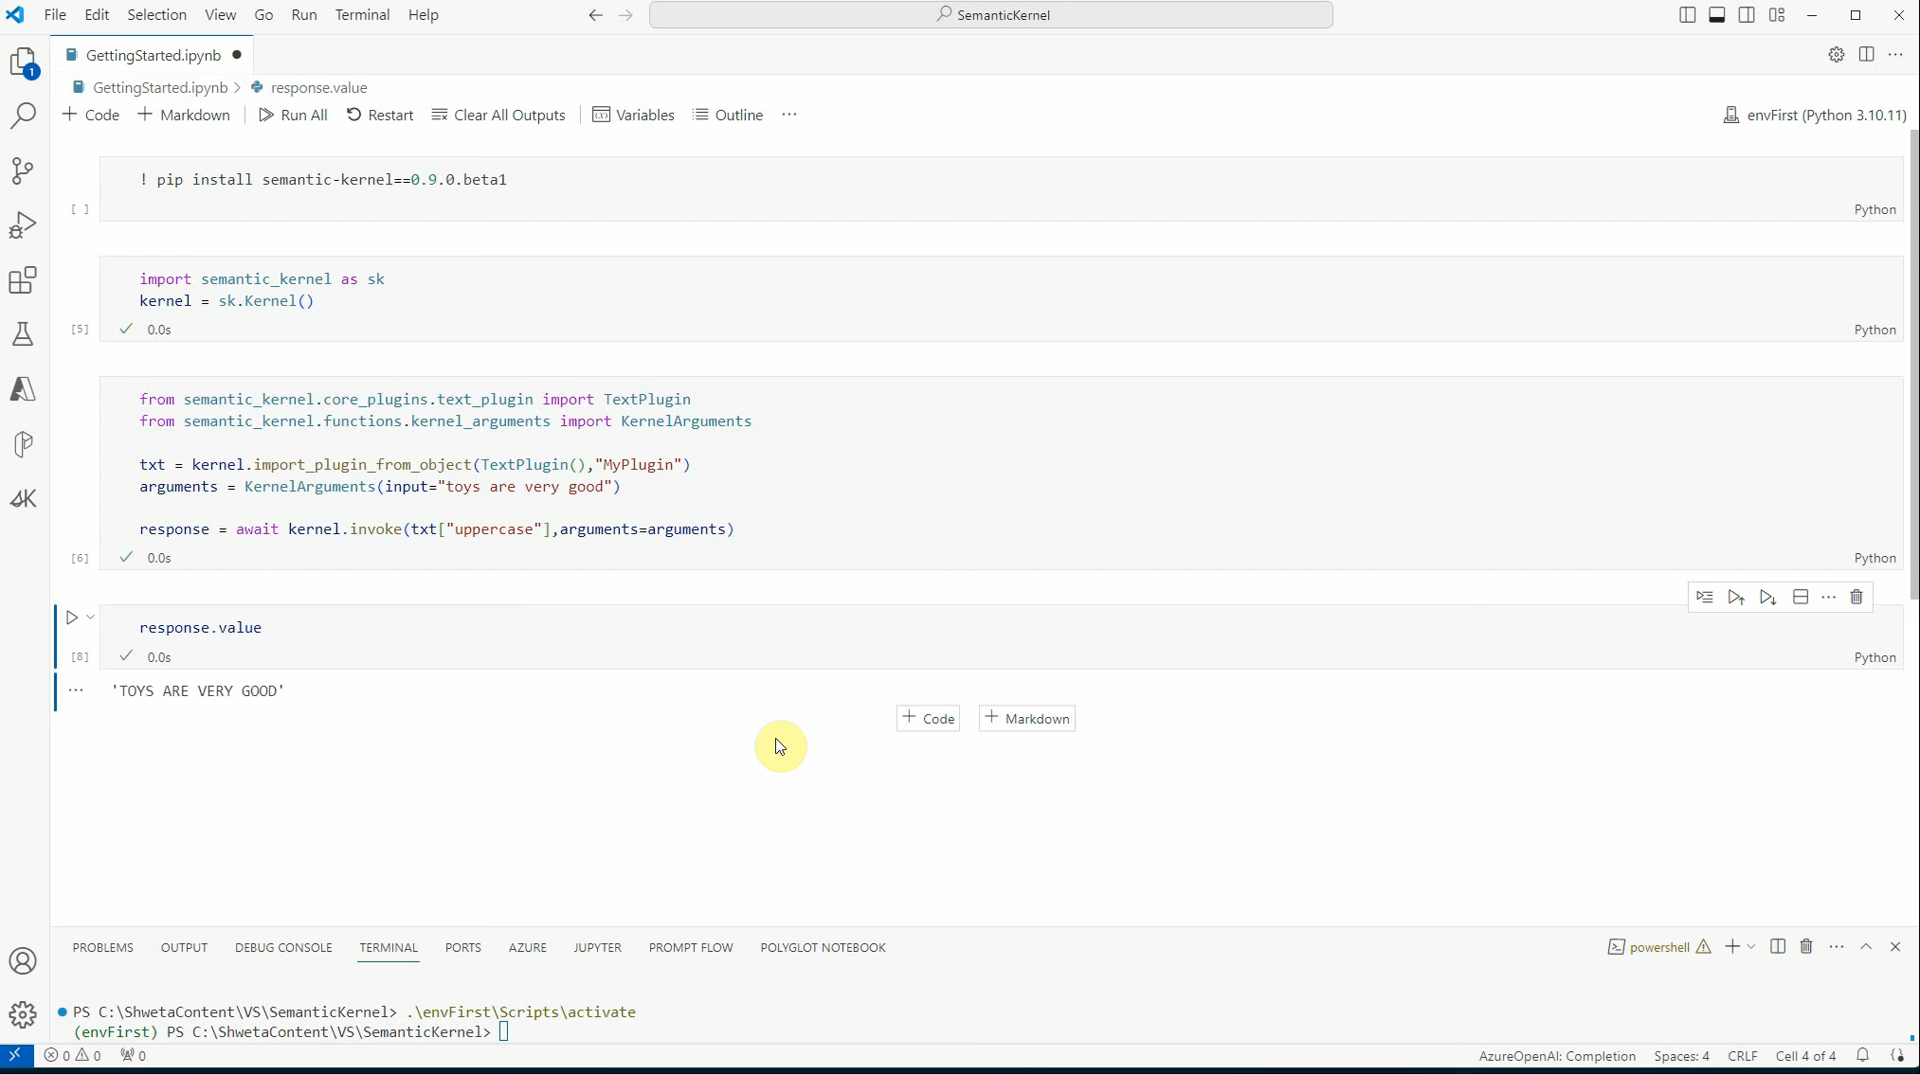 File Edit Selection View Go Run Terminal Help
SemanticKernel
GettingStarted.ipynb
1
GettingStarted.ipynb > response.value
+ Code + Markdown Run All Restart Clear All Outputs Variables Outline ...
envFirst (Python 3.10.11)
! pip install semantic-kernel==0.9.0.beta1
[ ]
Python
import semantic_kernel as sk
kernel = sk.Kernel()
[5] 0.0s
Python
from semantic_kernel.core_plugins.text_plugin import TextPlugin
from semantic_kernel.functions.kernel_arguments import KernelArguments
txt = kernel.import_plugin_from_object(TextPlugin(),"MyPlugin")
arguments = KernelArguments(input="toys are very good")
response = await kernel.invoke(txt["uppercase"],arguments=arguments)
[6] 0.0s
Python
response.value
[8] 0.0s
Python
'TOYS ARE VERY GOOD'
+ Code + Markdown
PROBLEMS OUTPUT DEBUG CONSOLE TERMINAL PORTS AZURE JUPYTER PROMPT FLOW POLYGLOT NOTEBOOK
powershell
PS C:\ShwetaContent\VS\SemanticKernel> .\envFirst\Scripts\activate
(envFirst) PS C:\ShwetaContent\VS\SemanticKernel>
0 0 0
AzureOpenAI: Completion Spaces: 4 CRLF Cell 4 of 4